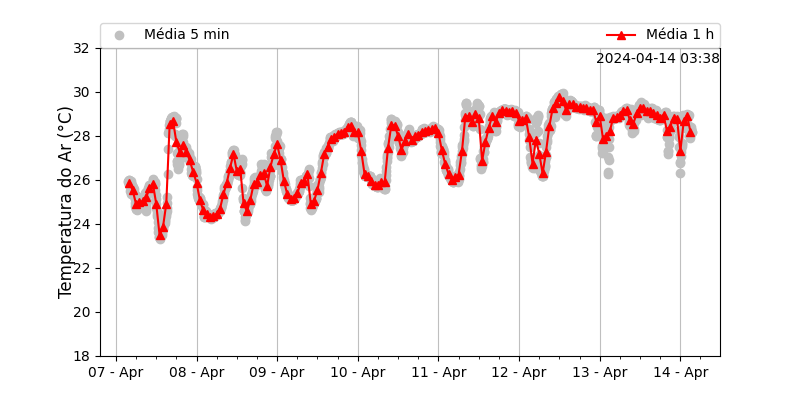 Média 5 min
Média 1 h
2024-04-14 03:38
Temperatura do Ar (°C)
32
30
28
26
24
22
20
18
07 - Apr
08 - Apr
09 - Apr
10 - Apr
11 - Apr
12 - Apr
13 - Apr
14 - Apr